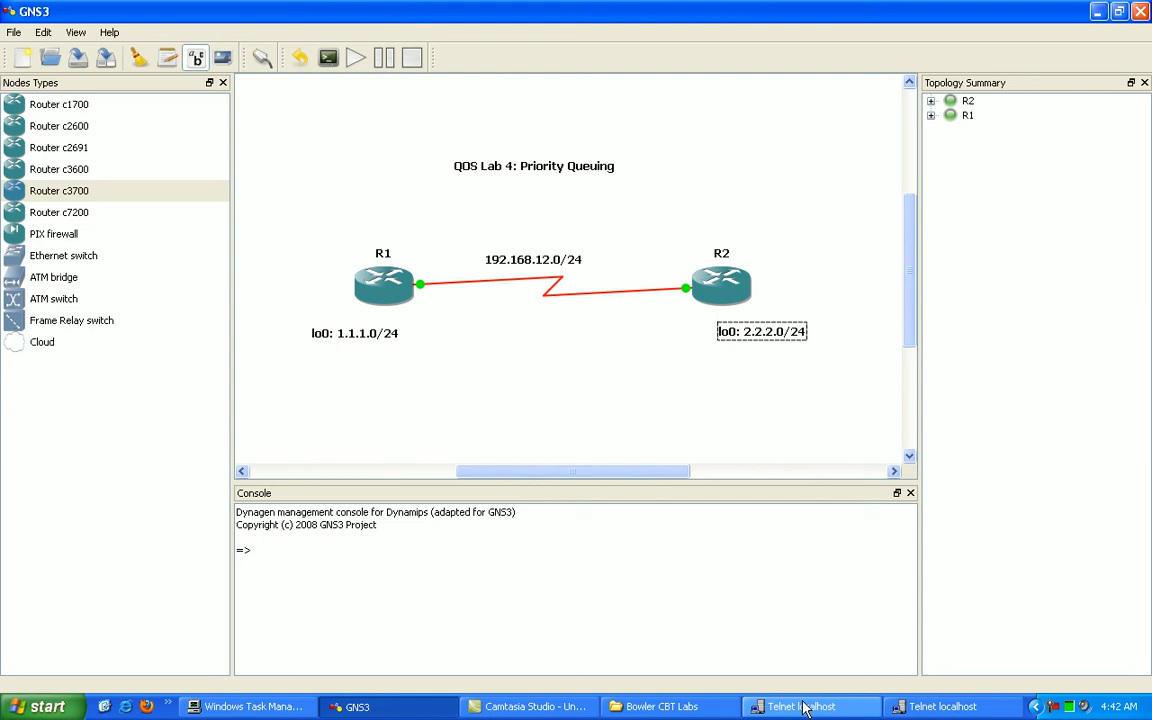 GNS3
File Edit View Help
Nodes Types
Router c1700
Router c2600
Router c2691
Router c3600
Router c3700
Router c7200
PIX firewall
Ethernet switch
ATM bridge
ATM switch
Frame Relay switch
Cloud
QOS Lab 4: Priority Queuing
R1
192.168.12.0/24
R2
lo0: 1.1.1.0/24
lo0: 2.2.2.0/24
Topology Summary
R2
R1
Console
Dynagen management console for Dynamips (adapted for GNS3)
Copyright (c) 2008 GNS3 Project
=>
start
Windows Task Mana...
GNS3
Camtasia Studio - Un...
Bowler CBT Labs
Telnet localhost
Telnet localhost
4:42 AM